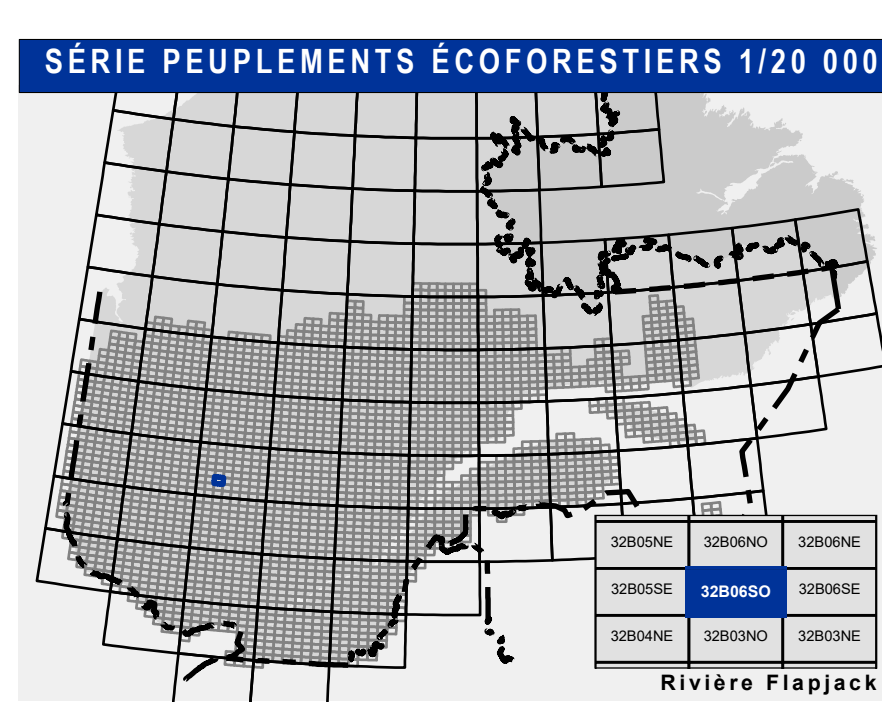 SÉRIE PEUPLEMENTS ÉCOFORESTIERS 1/20 000
32B05NE 32B06NO 32B06NE
32B05SE 32B06SO 32B06SE
32B04NE 32B03NO 32B03NE
Rivière Flapjack